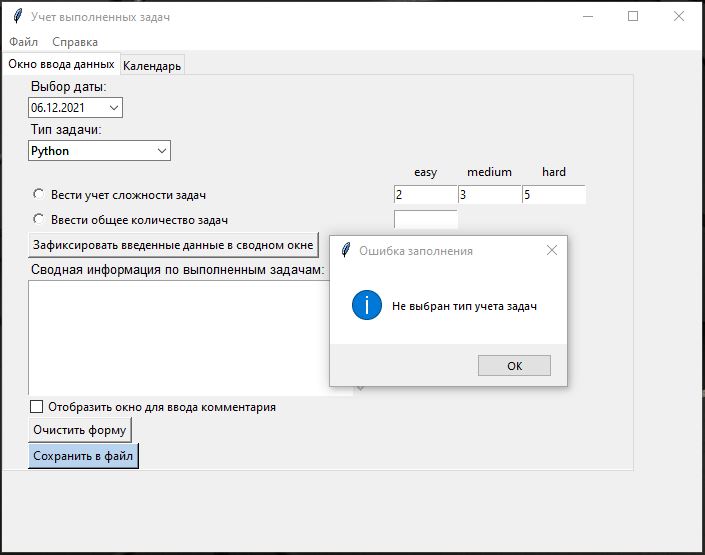 Учет выполненных задач
Файл Справка
Окно ввода данных Календарь
Выбор даты:
06.12.2021
Тип задачи:
Python
easy medium hard
Вести учет сложности задач 2 3 5
Ввести общее количество задач
Зафиксировать введенные данные в сводном окне
Ошибка заполнения
Сводная информация по выполненным задачам:
Не выбран тип учета задач
OK
Отобразить окно для ввода комментария
Очистить форму
Сохранить в файл